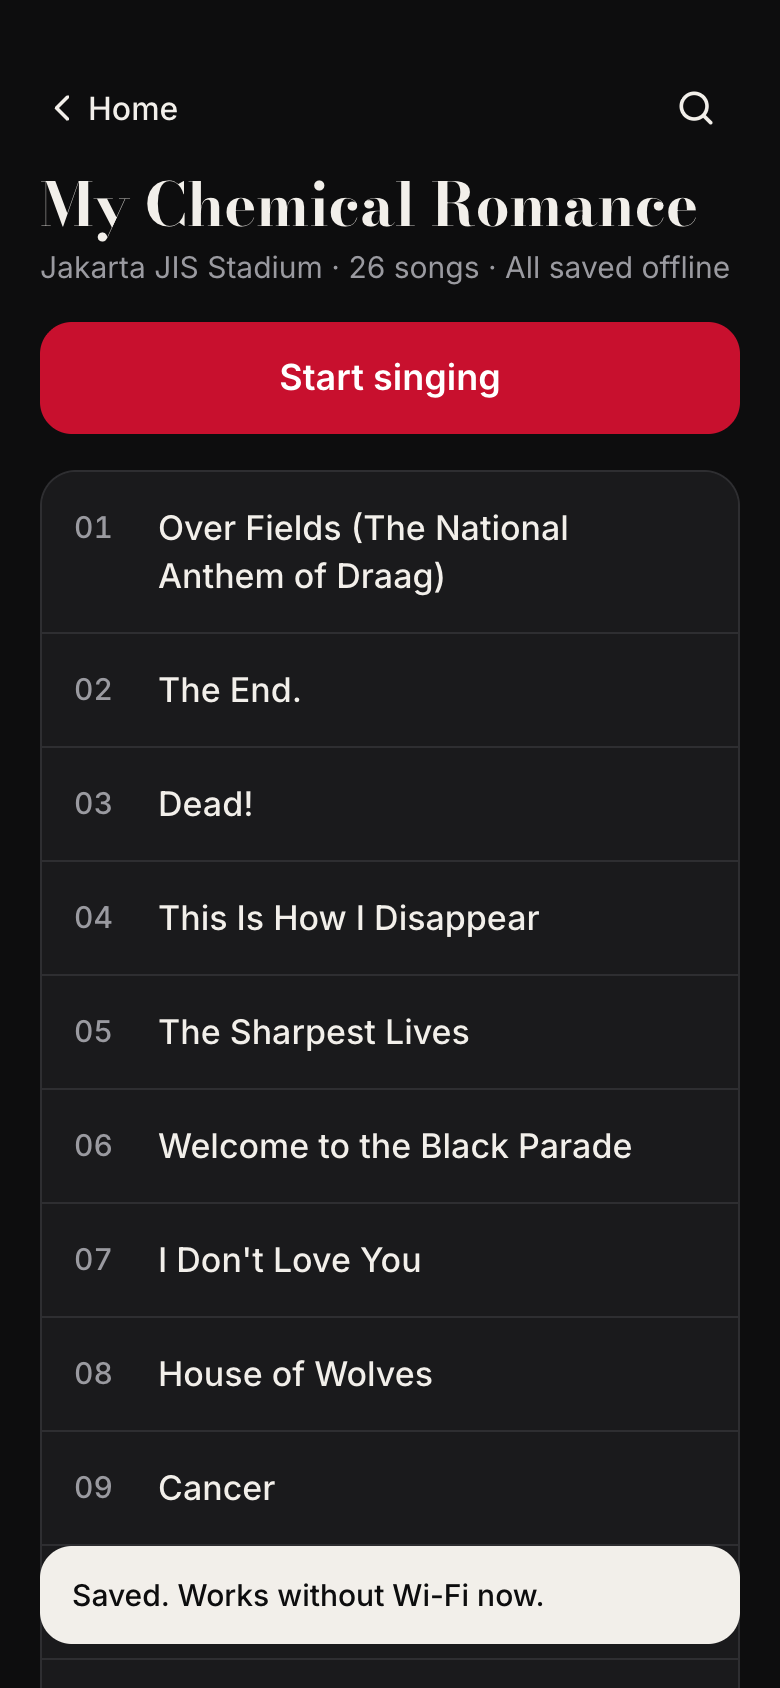 Home
My Chemical Romance
Jakarta JIS Stadium · 26 songs · All saved offline
Start singing
01 Over Fields (The National
Anthem of Draag)
02 The End.
03 Dead!
04 This Is How I Disappear
05 The Sharpest Lives
06 Welcome to the Black Parade
07 I Don't Love You
08 House of Wolves
09 Cancer
Saved. Works without Wi-Fi now.